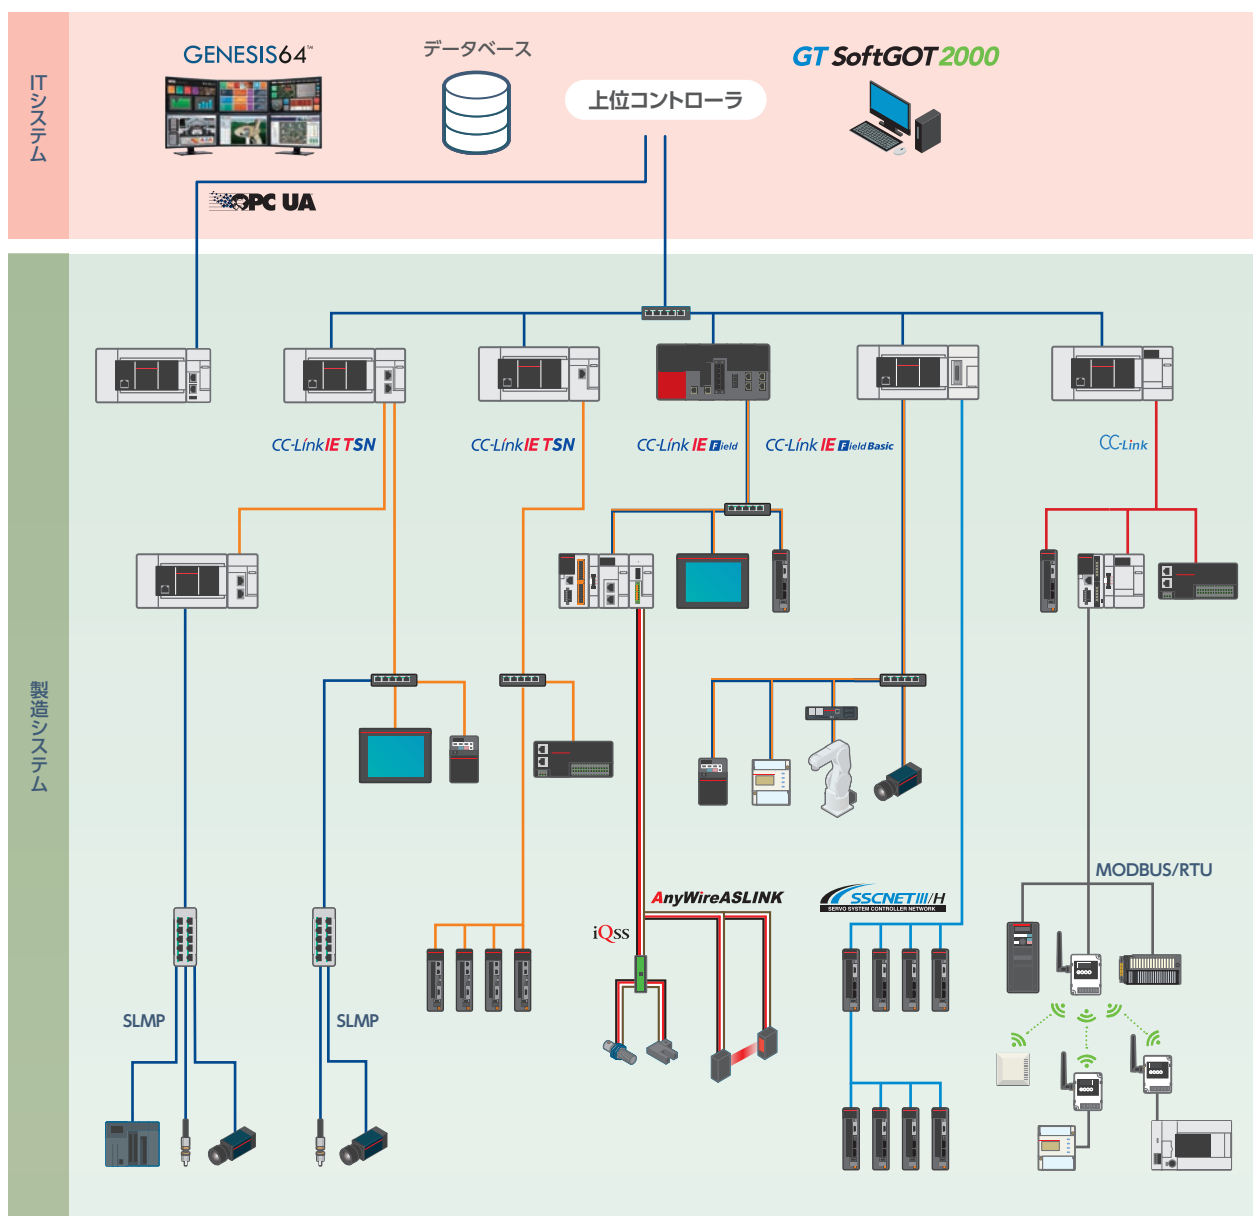 ITシステム
GENESIS64™
データベース
上位コントローラ
GT SoftGOT 2000
OPC UA
製造システム
CC-Link IE TSN
CC-Link IE TSN
CC-Link IE Field
CC-Link IE Field Basic
CC-Link
MODBUS/RTU
AnyWireASLINK
SSCNETIII/H
SERVO SYSTEM CONTROLLER NETWORK
iQss
SLMP
SLMP